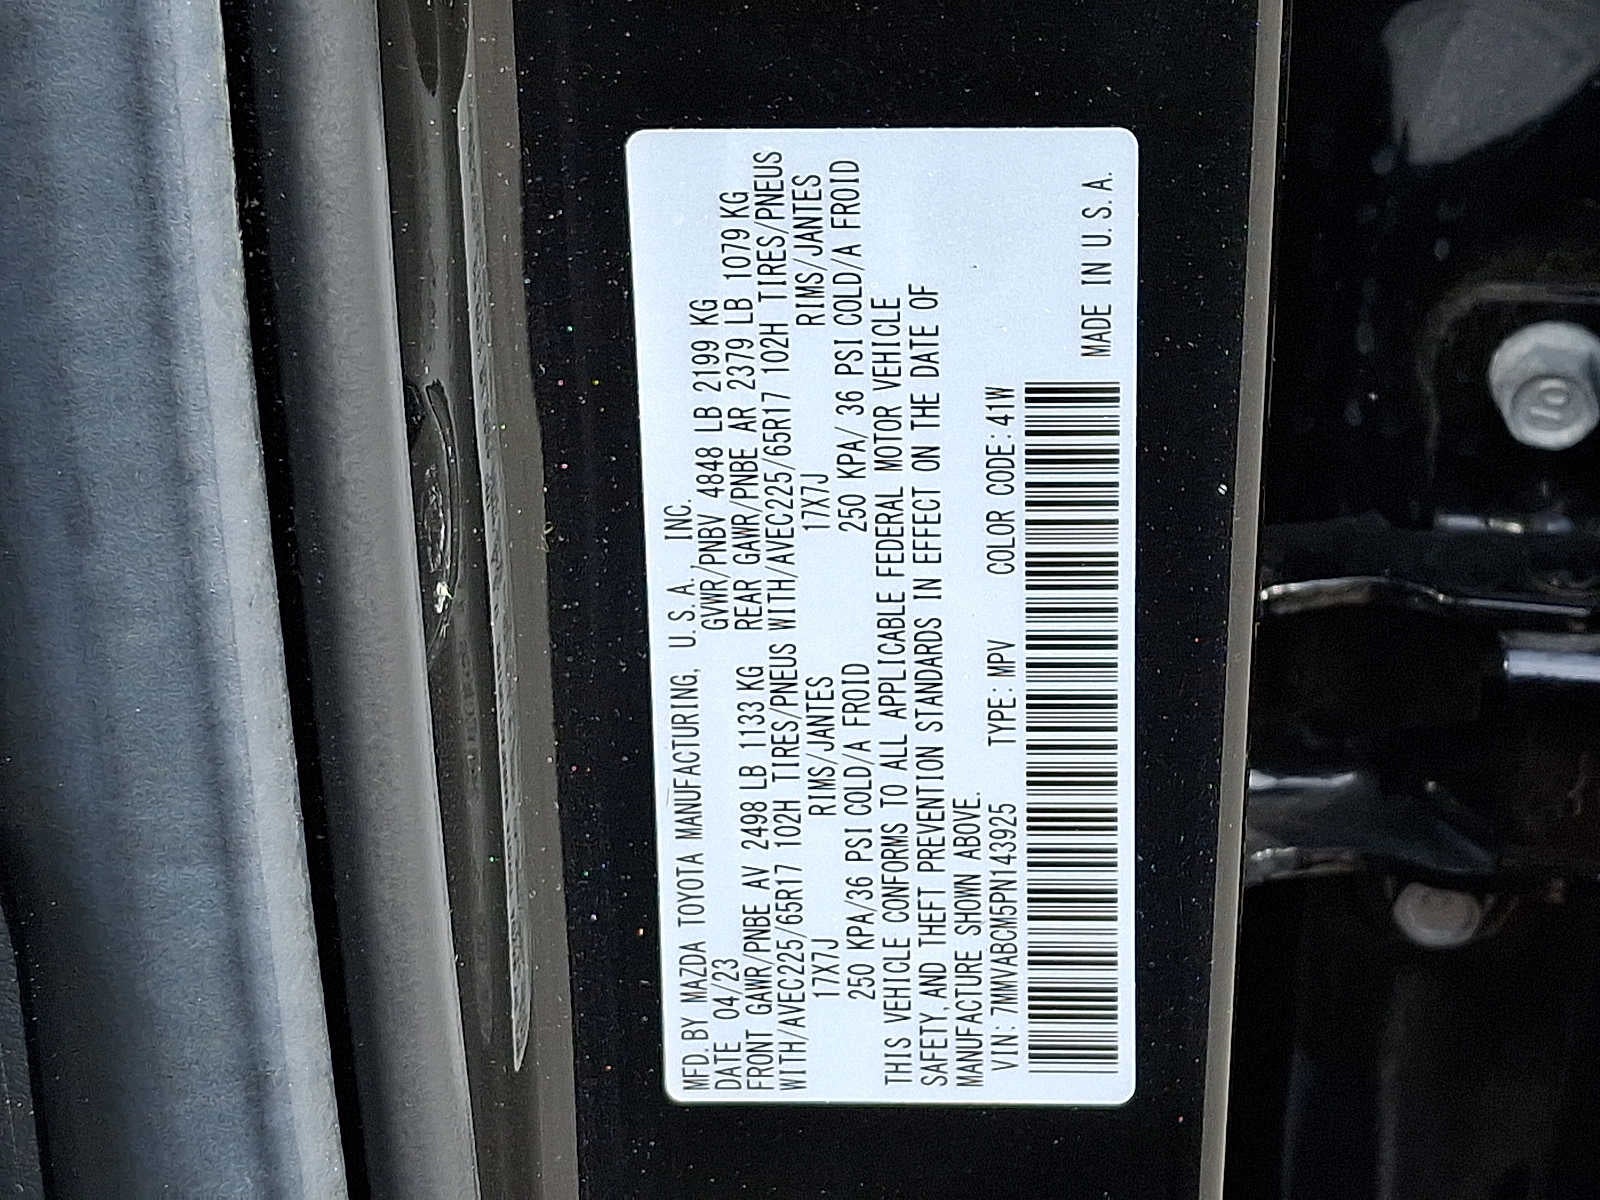 MFD. BY MAZDA TOYOTA MANUFACTURING, U.S.A. INC.
DATE 04/23 GVWR/PNBV 4848 LB 2199 KG
FRONT GAWR/PNBE AV 2498 LB 1133 KG REAR GAWR/PNBE AR 2379 LB 1079 KG
WITH/AVEC225/65R17 102H TIRES/PNEUS WITH/AVEC225/65R17 102H TIRES/PNEUS
17X7J RIMS/JANTES 17X7J RIMS/JANTES
250 KPA/36 PSI COLD/A FROID 250 KPA/ 36 PSI COLD/A FROID
THIS VEHICLE CONFORMS TO ALL APPLICABLE FEDERAL MOTOR VEHICLE
SAFETY, AND THEFT PREVENTION STANDARDS IN EFFECT ON THE DATE OF
MANUFACTURE SHOWN ABOVE.
VIN: 7MMVABCM5PN143925 TYPE: MPV COLOR CODE: 41W
MADE IN U.S.A.
10